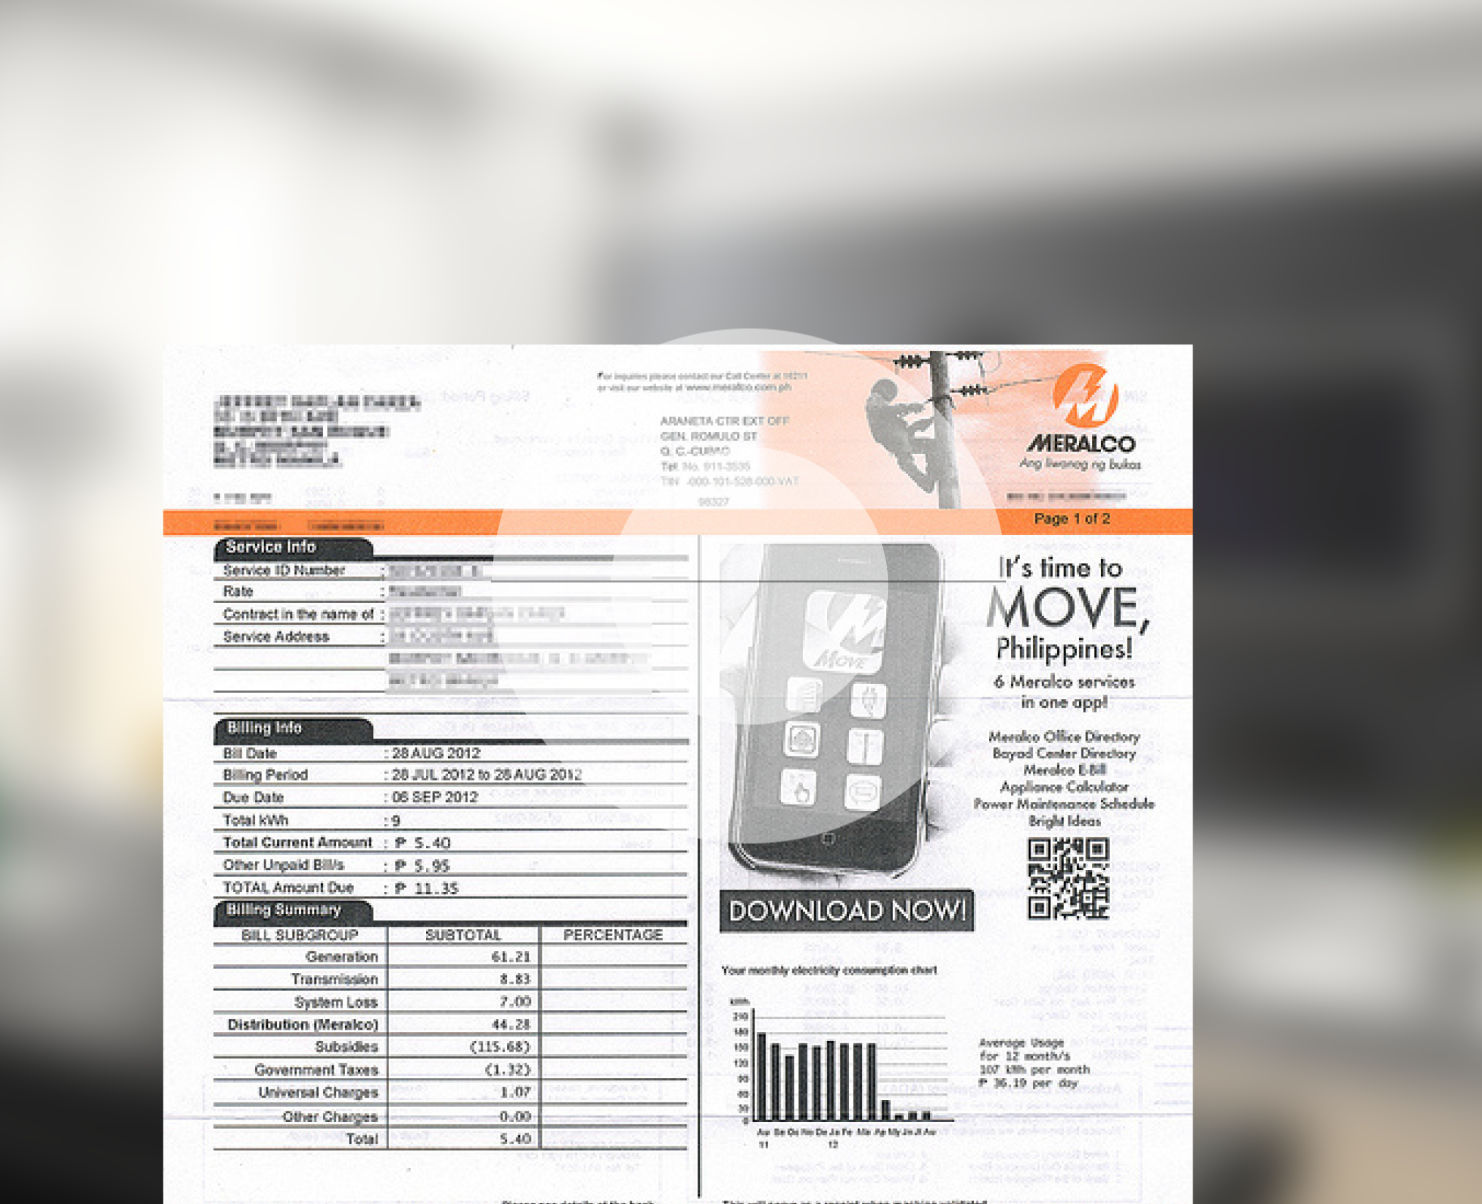 For inquiries please contact our Call Center at 16211
or visit our website at www.meralco.com.ph
ARANETA CTR EXT OFF
GEN. ROMULO ST
Q. C.-CUBAO
Tel. No. 911-3535
TIN -000-101-528-000-VAT
98327
MERALCO
Ang liwanag ng bukas
Page 1 of 2
Service Info
Service ID Number :
Rate :
Contract in the name of :
Service Address :
Billing Info
Bill Date : 28 AUG 2012
Billing Period : 28 JUL 2012 to 28 AUG 2012
Due Date : 06 SEP 2012
Total kWh : 9
Total Current Amount : ₱ 5.40
Other Unpaid Bill/s : ₱ 5.95
TOTAL Amount Due : ₱ 11.35
Billing Summary
BILL SUBGROUP SUBTOTAL PERCENTAGE
Generation 61.21
Transmission 8.83
System Loss 7.00
Distribution (Meralco) 44.28
Subsidies (115.68)
Government Taxes (1.32)
Universal Charges 1.07
Other Charges 0.00
Total 5.40
MOVE
It's time to
MOVE,
Philippines!
6 Meralco services
in one app!
Meralco Office Directory
Bayad Center Directory
Meralco E-Bill
Appliance Calculator
Power Maintenance Schedule
Bright Ideas
DOWNLOAD NOW!
Your monthly electricity consumption chart
kWh
210
180
150
120
90
60
30
0
Au Se Oc No De Ja Fe Ma Ap My Jn Jl Au
11 12
Average Usage
for 12 month/s
107 kWh per month
₱ 36.19 per day